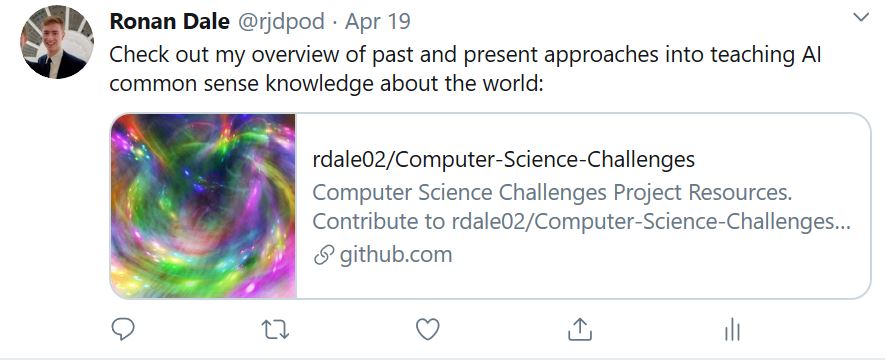 Ronan Dale @rjdpod · Apr 19
Check out my overview of past and present approaches into teaching AI
common sense knowledge about the world:
rdale02/Computer-Science-Challenges
Computer Science Challenges Project Resources.
Contribute to rdale02/Computer-Science-Challenges...
github.com